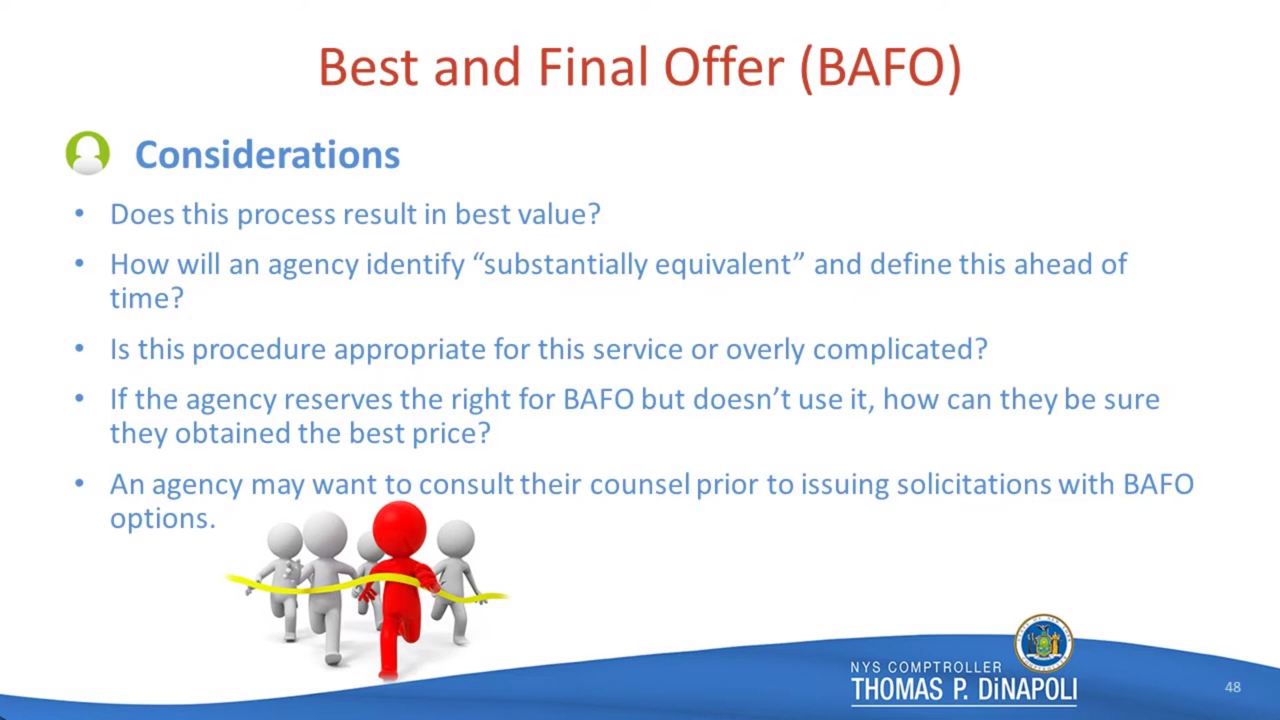 Best and Final Offer (BAFO)
Considerations
• Does this process result in best value?
• How will an agency identify “substantially equivalent” and define this ahead of
time?
• Is this procedure appropriate for this service or overly complicated?
• If the agency reserves the right for BAFO but doesn’t use it, how can they be sure
they obtained the best price?
• An agency may want to consult their counsel prior to issuing solicitations with BAFO
options.
NYS COMPTROLLER
THOMAS P. DiNAPOLI
48